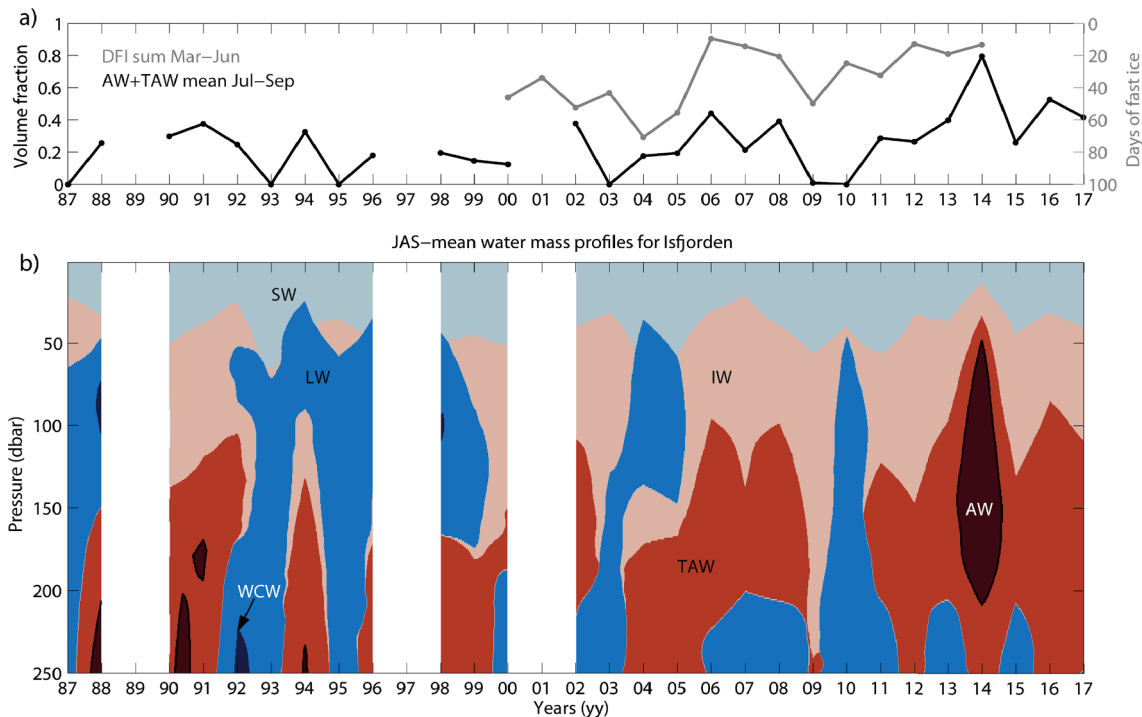 a)
Volume fraction
1
0.8
0.6
0.4
0.2
0
DFI sum Mar–Jun
AW+TAW mean Jul–Sep
0
20
40
60
80
100
Days of fast ice
87 88 90 91 92 93 94 95 96 97 98 99 00 01 02 03 04 05 06 07 08 09 10 11 12 13 14 15 16 17
JAS–mean water mass profiles for Isfjorden
b)
Pressure (dbar)
50
100
150
200
250
SW
LW
IW
AW
TAW
WCW
87 88 90 91 92 93 94 95 96 97 98 99 00 01 02 03 04 05 06 07 08 09 10 11 12 13 14 15 16 17
Years (yy)